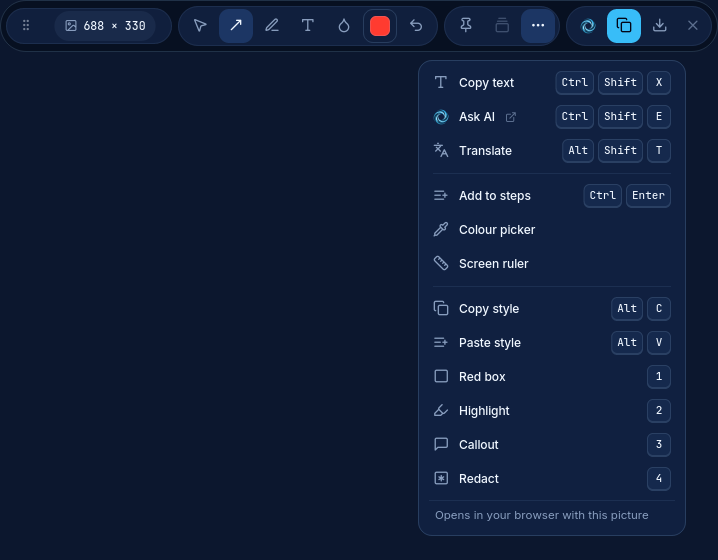 688 × 330
T
Copy text Ctrl Shift X
Ask AI Ctrl Shift E
Translate Alt Shift T
Add to steps Ctrl Enter
Colour picker
Screen ruler
Copy style Alt C
Paste style Alt V
Red box 1
Highlight 2
Callout 3
Redact 4
Opens in your browser with this picture